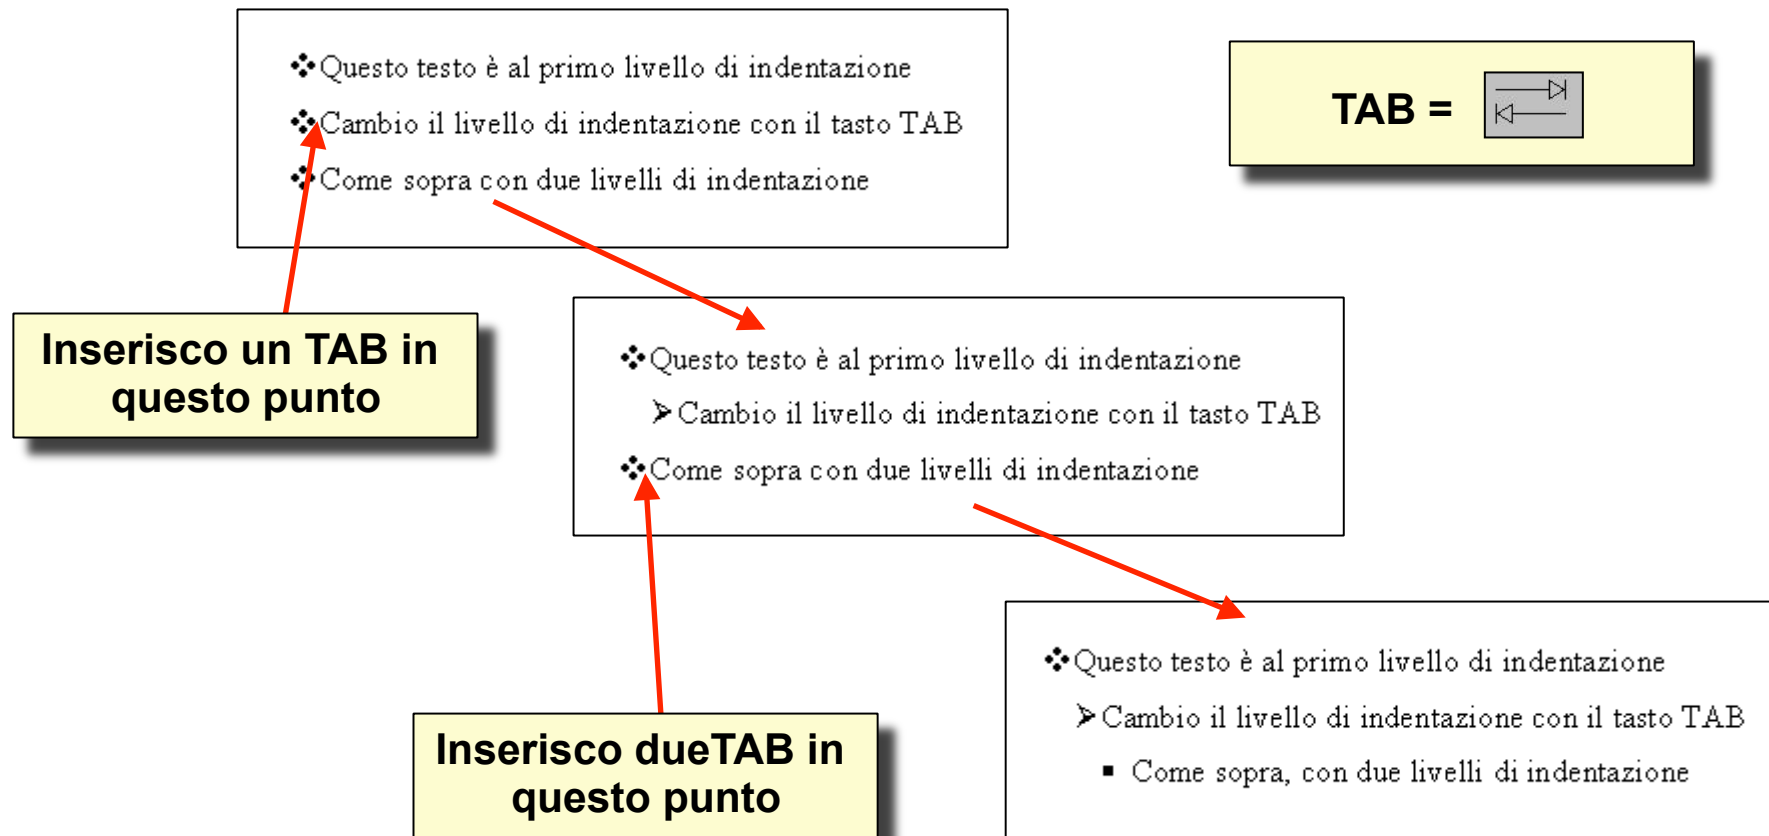 Questo testo è al primo livello di indentazione
Cambio il livello di indentazione con il tasto TAB
Come sopra con due livelli di indentazione
TAB =
Inserisco un TAB in
questo punto
Questo testo è al primo livello di indentazione
Cambio il livello di indentazione con il tasto TAB
Come sopra con due livelli di indentazione
Inserisco dueTAB in
questo punto
Questo testo è al primo livello di indentazione
Cambio il livello di indentazione con il tasto TAB
Come sopra, con due livelli di indentazione